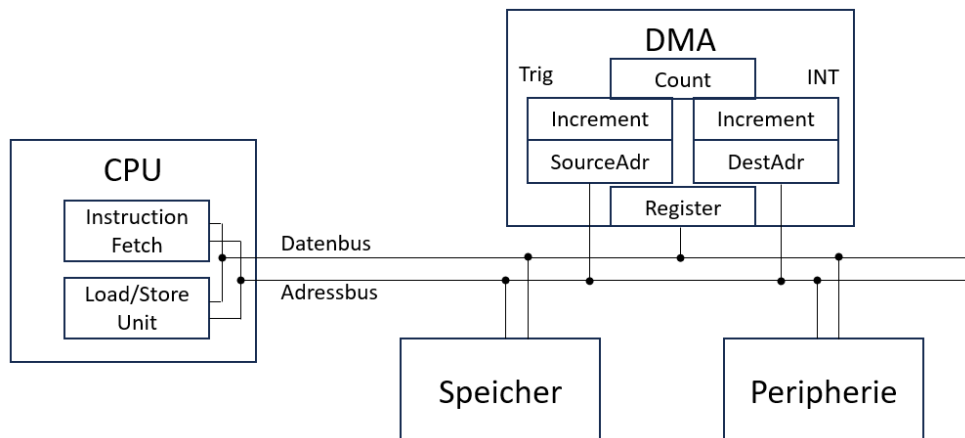 DMA
Trig
Count
INT
Increment
Increment
SourceAdr
DestAdr
Register
CPU
Instruction
Fetch
Load/Store
Unit
Datenbus
Adressbus
Speicher
Peripherie